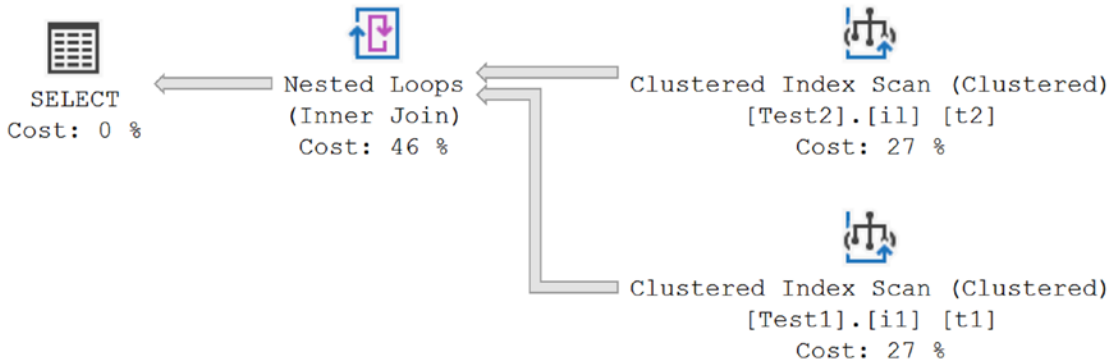 SELECT
Cost: 0 %
Nested Loops
(Inner Join)
Cost: 46 %
Clustered Index Scan (Clustered)
[Test2].[il] [t2]
Cost: 27 %
Clustered Index Scan (Clustered)
[Test1].[i1] [t1]
Cost: 27 %